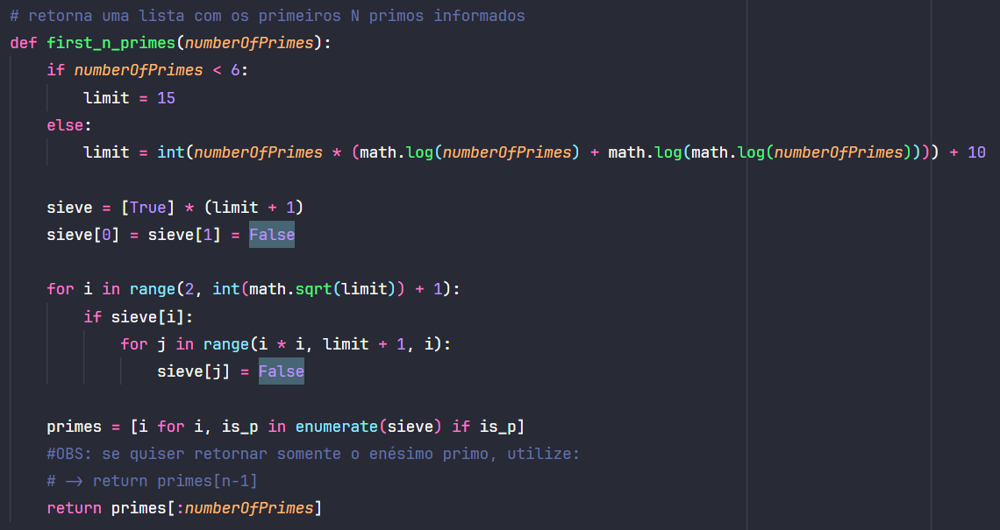 # retorna uma lista com os primeiros N primos informados
def first_n_primes(numberOfPrimes):
    if numberOfPrimes < 6:
        limit = 15
    else:
        limit = int(numberOfPrimes * (math.log(numberOfPrimes) + math.log(math.log(numberOfPrimes)))) + 10

    sieve = [True] * (limit + 1)
    sieve[0] = sieve[1] = False

    for i in range(2, int(math.sqrt(limit)) + 1):
        if sieve[i]:
            for j in range(i * i, limit + 1, i):
                sieve[j] = False

    primes = [i for i, is_p in enumerate(sieve) if is_p]
    #OBS: se quiser retornar somente o enésimo primo, utilize:
    # -> return primes[n-1]
    return primes[:numberOfPrimes]